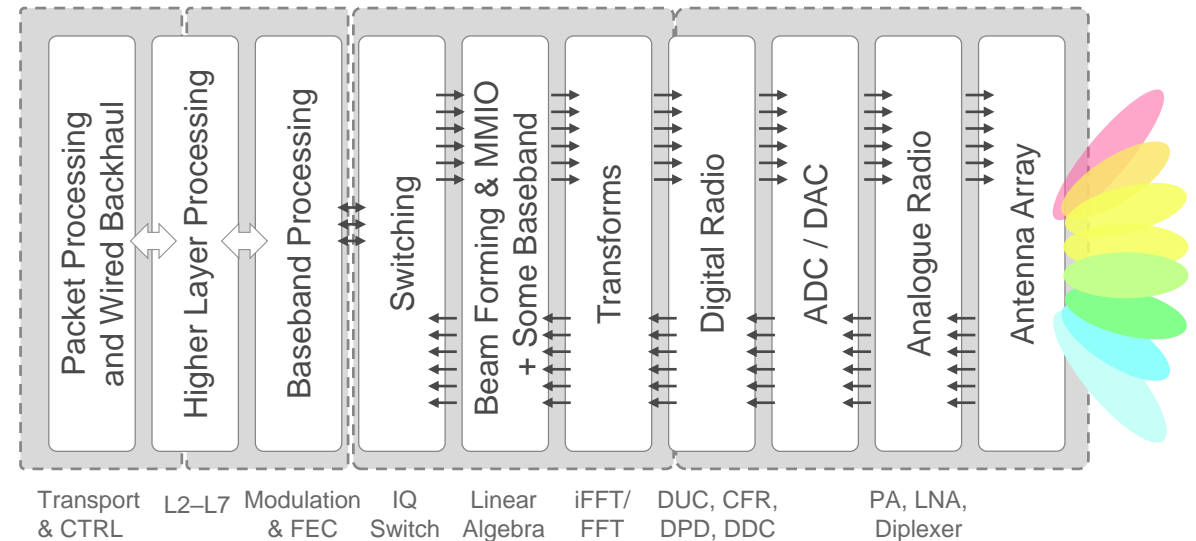 Packet Processing
and Wired Backhaul
Higher Layer Processing
Baseband Processing
Switching
Beam Forming & MMIO
+ Some Baseband
Transforms
Digital Radio
ADC / DAC
Analogue Radio
Antenna Array
Transport
& CTRL
L2–L7
Modulation
& FEC
IQ
Switch
Linear
Algebra
iFFT/
FFT
DUC, CFR,
DPD, DDC
PA, LNA,
Diplexer